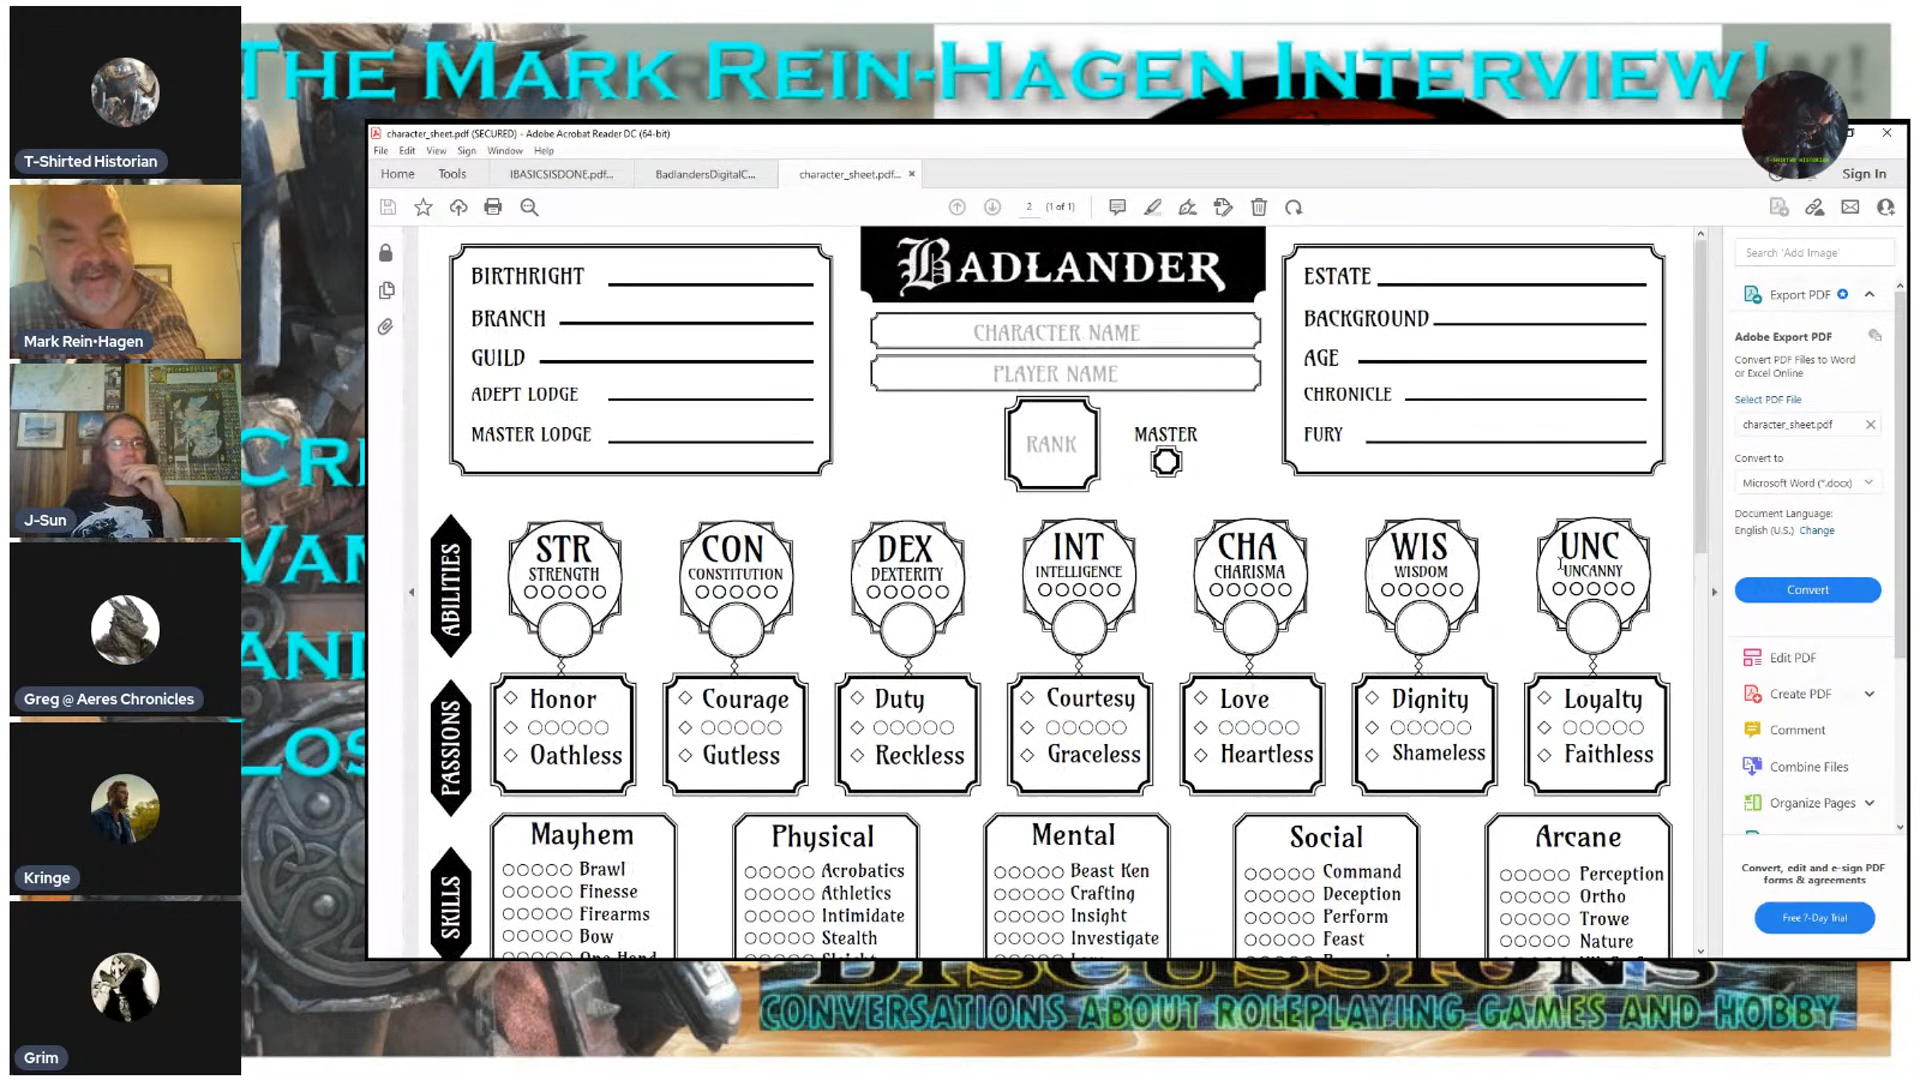 THE MARK REIN-HAGEN INTERVIEW!
T-Shirted Historian
Mark Rein•Hagen
J-Sun
Greg @ Aeres Chronicles
Kringe
Grim
CRE
VAM
AND
LOS
character_sheet.pdf (SECURED) - Adobe Acrobat Reader DC (64-bit)
File Edit View Sign Window Help
Home Tools IBASICSISDONE.pdf... BadlandersDigitalC... character_sheet.pdf... ×
Sign In
2 (1 of 1)
BIRTHRIGHT
BRANCH
GUILD
ADEPT LODGE
MASTER LODGE
BADLANDER
CHARACTER NAME
PLAYER NAME
RANK
MASTER
ESTATE
BACKGROUND
AGE
CHRONICLE
FURY
ABILITIES
STR CON DEX INT CHA WIS UNC
STRENGTH CONSTITUTION DEXTERITY INTELLIGENCE CHARISMA WISDOM UNCANNY
PASSIONS
Honor Courage Duty Courtesy Love Dignity Loyalty
Oathless Gutless Reckless Graceless Heartless Shameless Faithless
SKILLS
Mayhem
Brawl
Finesse
Firearms
Bow
One Hand
Physical
Acrobatics
Athletics
Intimidate
Stealth
Mental
Beast Ken
Crafting
Insight
Investigate
Social
Command
Deception
Perform
Feast
Arcane
Perception
Ortho
Trowe
Nature
Search 'Add Image'
Export PDF
Adobe Export PDF
Convert PDF Files to Word
or Excel Online
Select PDF File
character_sheet.pdf
Convert to
Microsoft Word (*.docx)
Document Language:
English (U.S.) Change
Convert
Edit PDF
Create PDF
Comment
Combine Files
Organize Pages
Convert, edit and e-sign PDF
forms & agreements
Free 7-Day Trial
DISCUSSIONS
CONVERSATIONS ABOUT ROLEPLAYING GAMES AND HOBBY